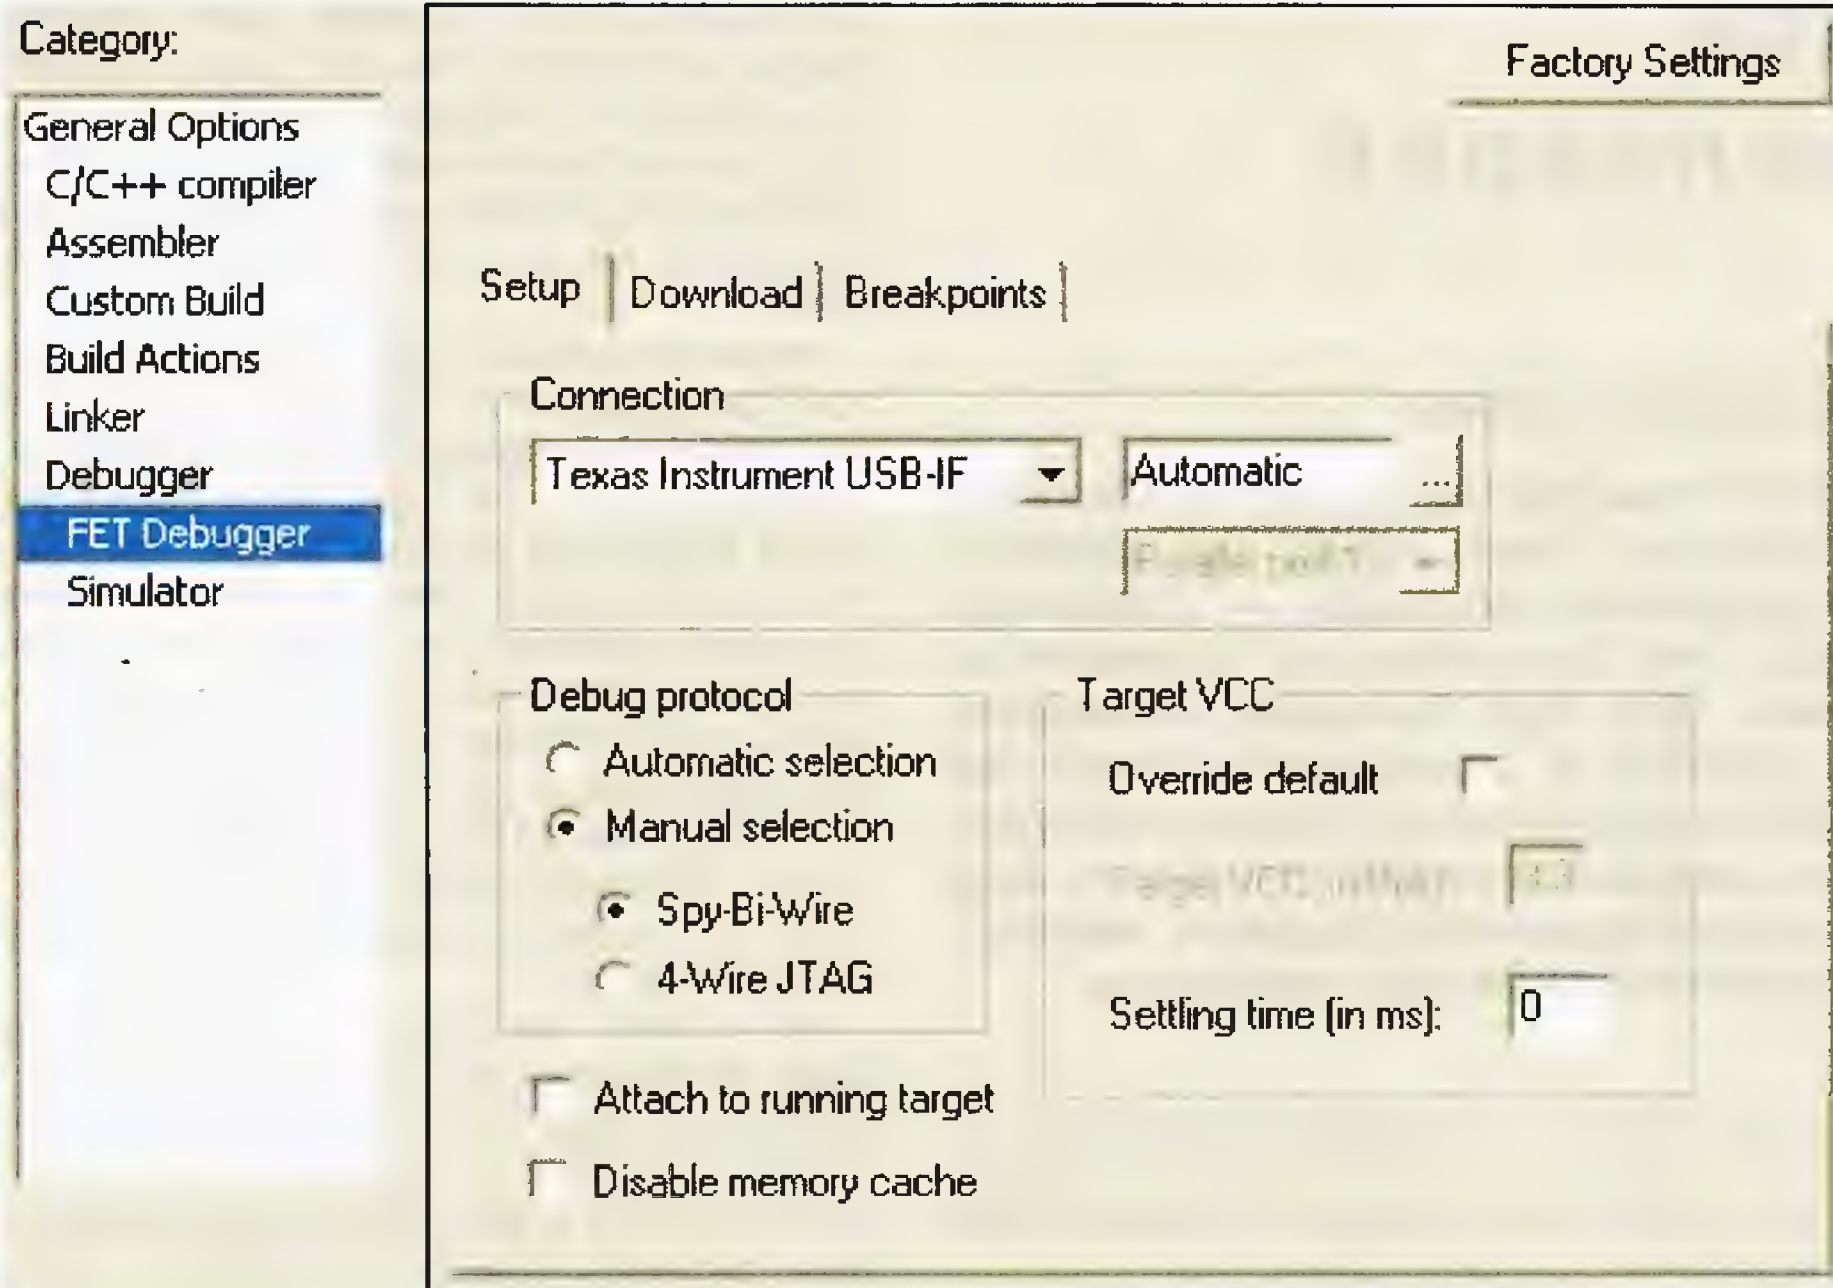 Category:
Factory Settings
General Options
C/C++ compiler
Assembler
Custom Build
Build Actions
Linker
Debugger
FET Debugger
Simulator
Setup
Download
Breakpoints
Connection
Texas Instrument USB-IF
Automatic
...
Debug protocol
Automatic selection
Manual selection
Spy-Bi-Wire
4-Wire JTAG
Target VCC
Override default
Target VCC
Settling time (in ms):
0
Attach to running target
Disable memory cache